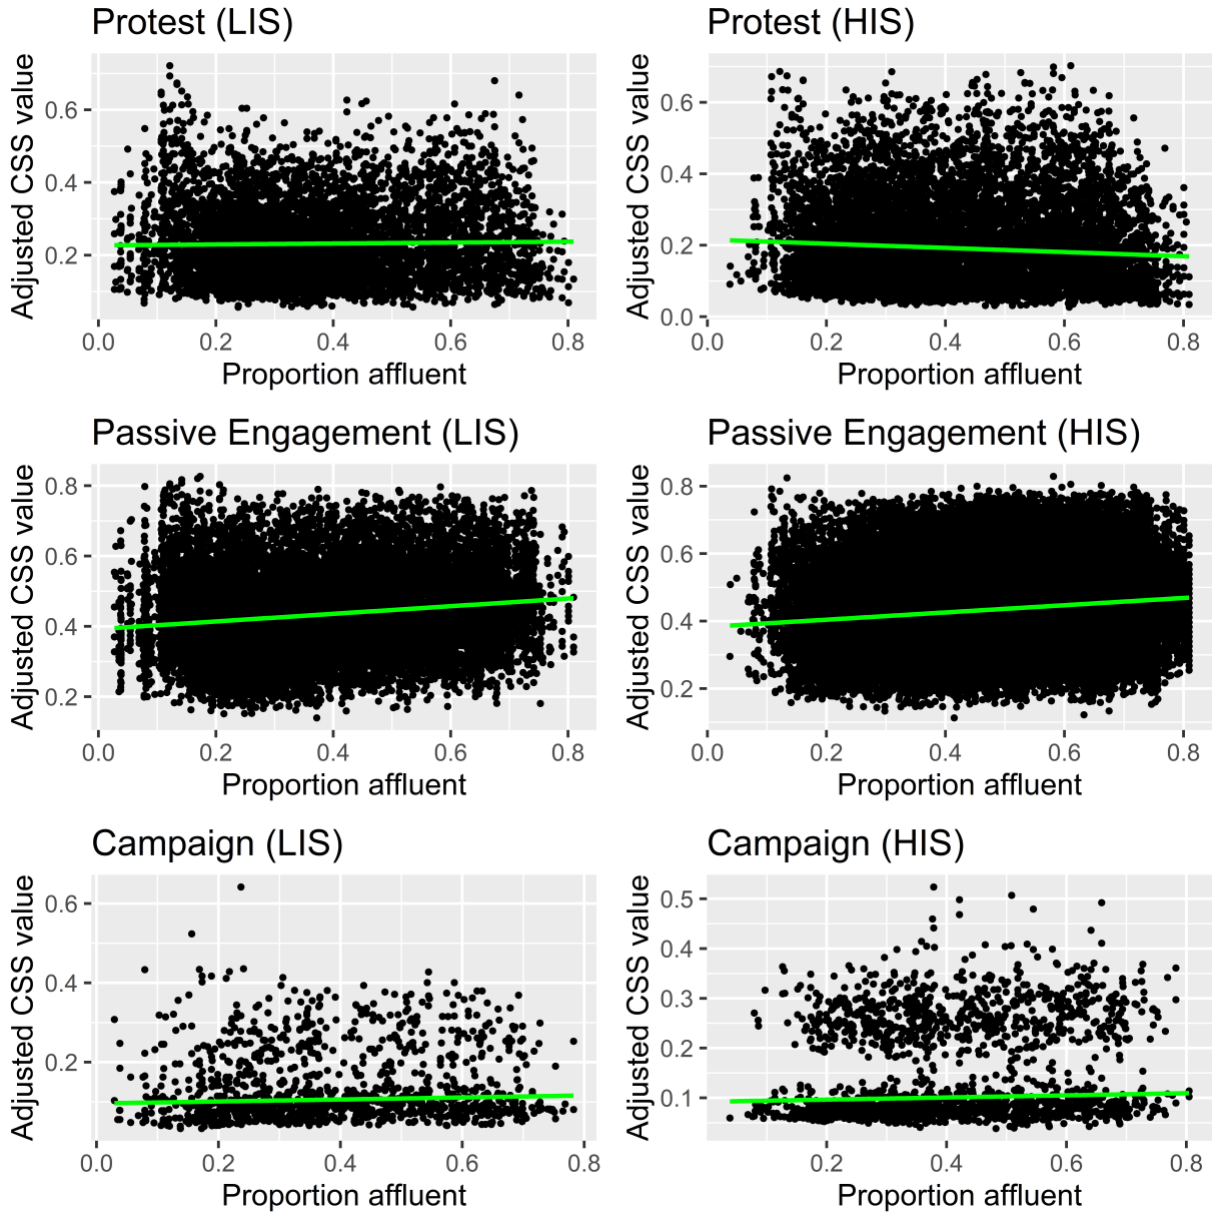 Protest (LIS)
Adjusted CSS value
0.6
0.4
0.2
0.0 0.2 0.4 0.6 0.8
Proportion affluent
Protest (HIS)
Adjusted CSS value
0.6
0.4
0.2
0.0
0.0 0.2 0.4 0.6 0.8
Proportion affluent
Passive Engagement (LIS)
Adjusted CSS value
0.8
0.6
0.4
0.2
0.0 0.2 0.4 0.6 0.8
Proportion affluent
Passive Engagement (HIS)
Adjusted CSS value
0.8
0.6
0.4
0.2
0.0 0.2 0.4 0.6 0.8
Proportion affluent
Campaign (LIS)
Adjusted CSS value
0.6
0.4
0.2
0.0 0.2 0.4 0.6 0.8
Proportion affluent
Campaign (HIS)
Adjusted CSS value
0.5
0.4
0.3
0.2
0.1
0.2 0.4 0.6 0.8
Proportion affluent